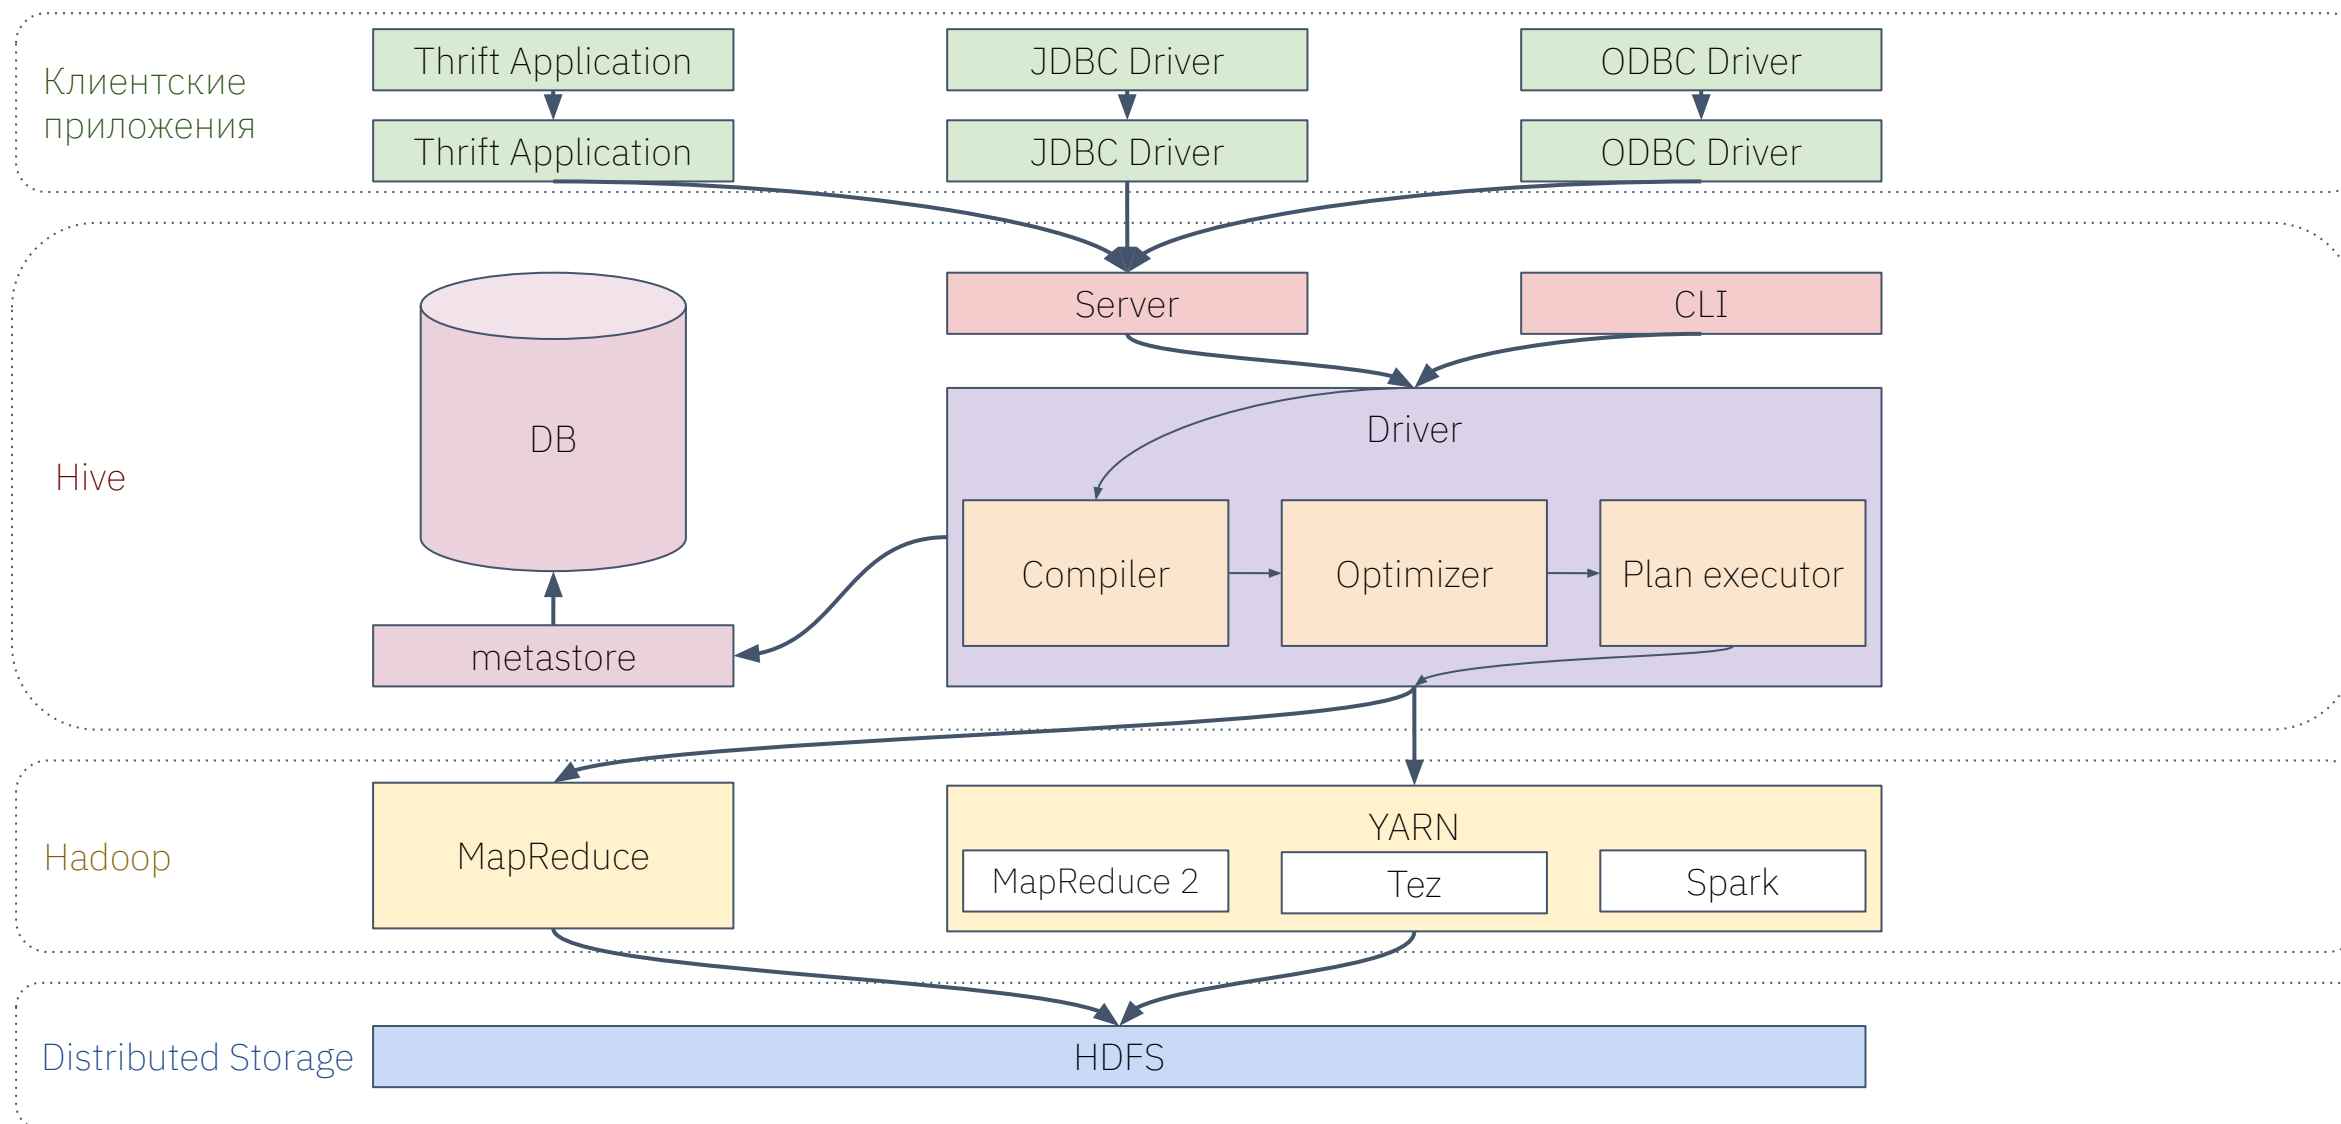 Клиентские
приложения
Thrift Application
JDBC Driver
ODBC Driver
Thrift Application
JDBC Driver
ODBC Driver
Hive
DB
metastore
Server
CLI
Driver
Compiler
Optimizer
Plan executor
Hadoop
MapReduce
YARN
MapReduce 2
Tez
Spark
Distributed Storage
HDFS